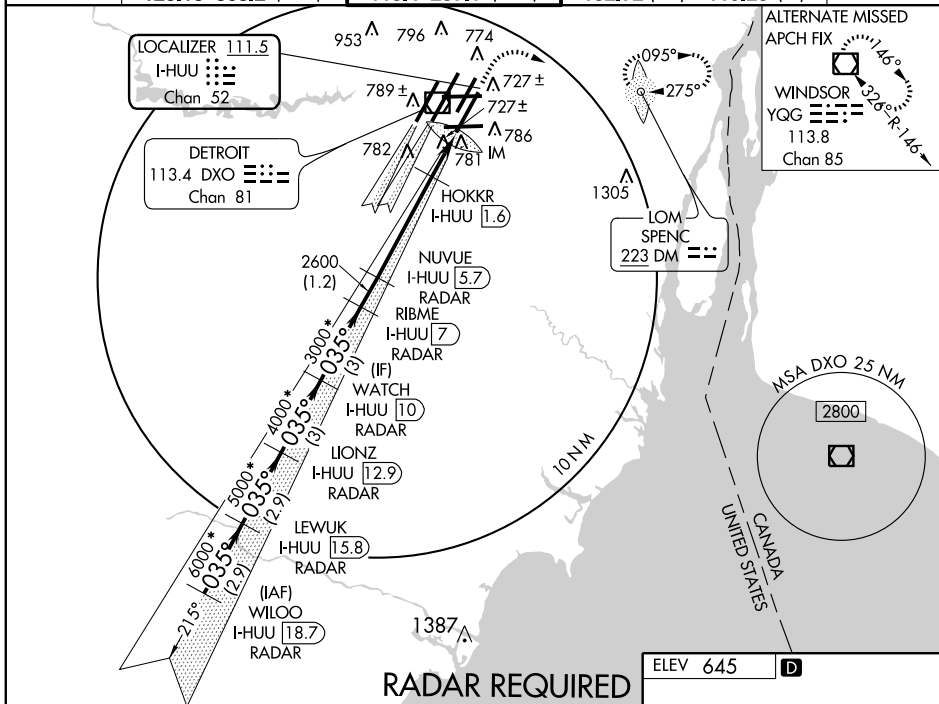 LOCALIZER 111.5
I-HUU
Chan 52
DETROIT
113.4 DXO
Chan 81
953
796
774
789 ±
727 ±
727 ±
786
782
781
IM
095°
275°
ALTERNATE MISSED
APCH FIX
146°
WINDSOR
326°
YQG
R-146
113.8
Chan 85
1305
LOM
SPENC
223 DM
HOKKR
I-HUU 1.6
2600
(1.2)
NUVUE
I-HUU 5.7
RADAR
RIBME
I-HUU 7
RADAR
3000*
035°
(3)
(IF)
WATCH
I-HUU 10
RADAR
4000*
035°
(3)
LIONZ
I-HUU 12.9
RADAR
5000*
035°
(2.9)
LEWUK
I-HUU 15.8
RADAR
6000*
035°
(2.9)
(IAF)
WILOO
I-HUU 18.7
RADAR
215°
10 NM
MSA DXO 25 NM
2800
CANADA
UNITED STATES
1387
RADAR REQUIRED
ELEV 645
D